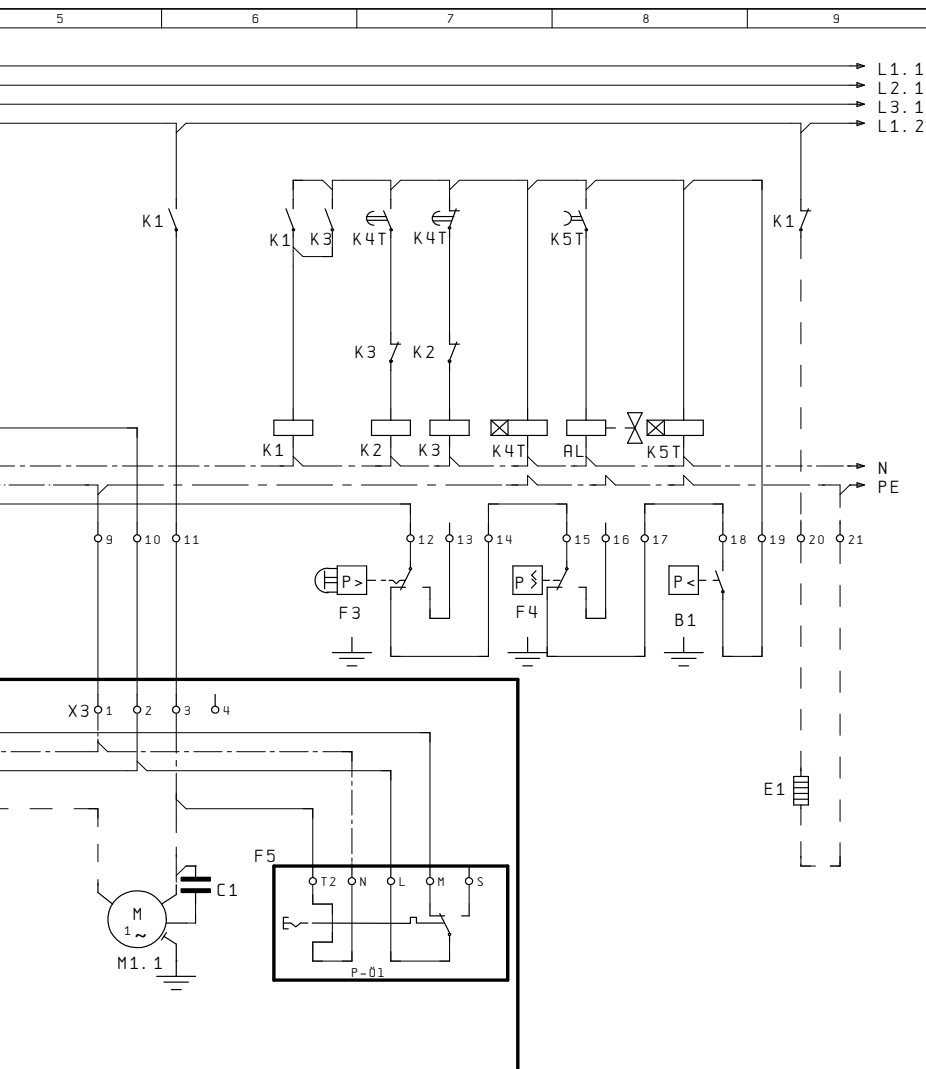 5 6 7 8 9
L1.1
L2.1
L3.1
L1.2
K1 K1 K3 K4T K4T K5T K1
K3 K2
K1 K2 K3 K4T AL K5T
N
PE
9 10 11 12 13 14 15 16 17 18 19 20 21
P> P P<
F3 F4 B1
X3 1 2 3 4
E1
F5
T2 N L M S
C1
M
1~
M1.1
P-Öl